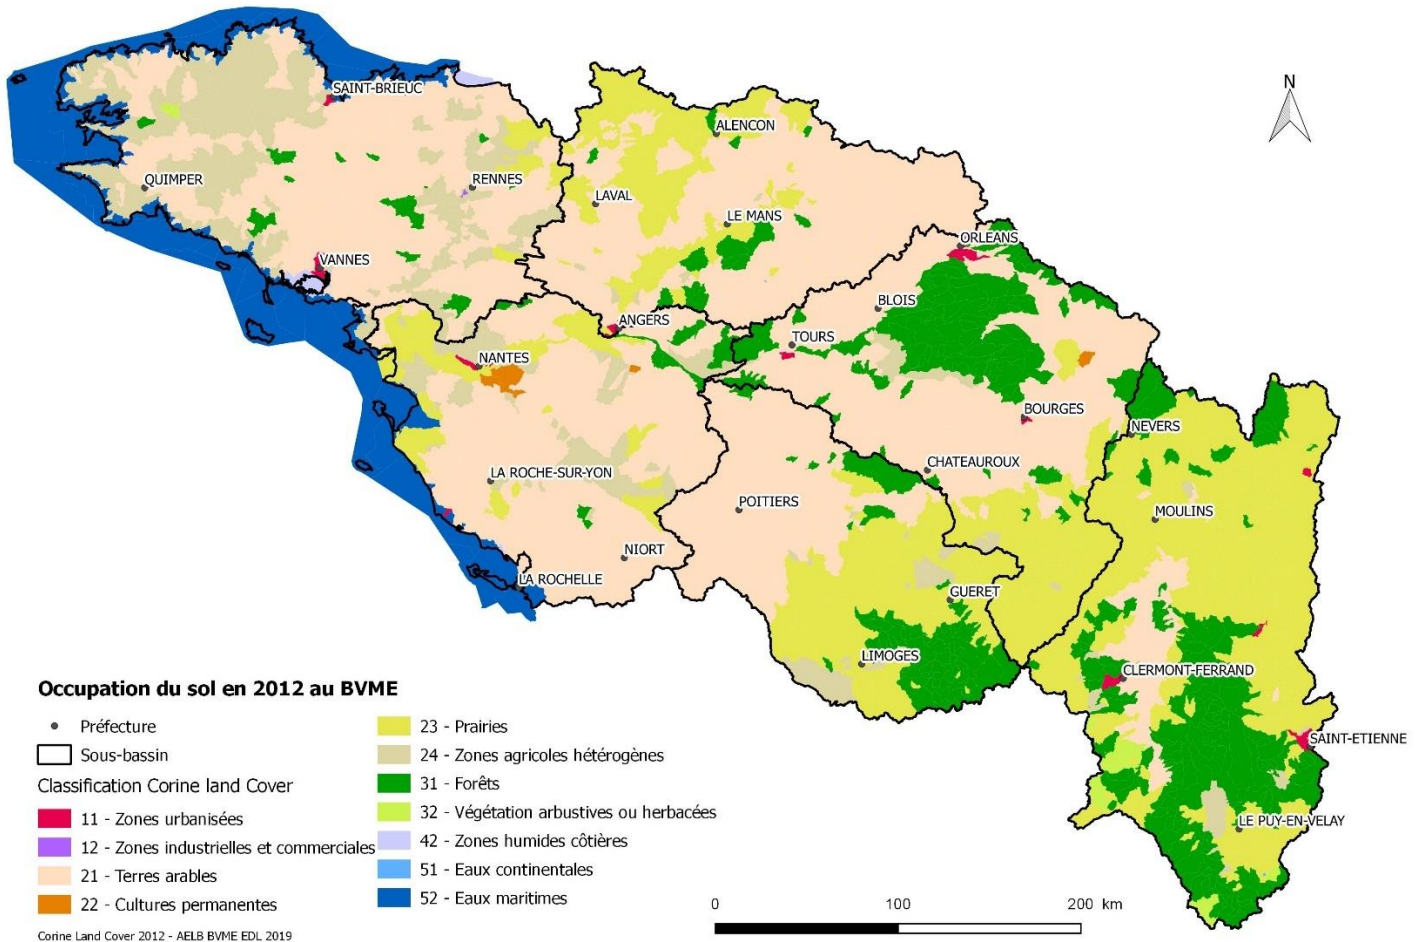 N
SAINT-BRIEUC
ALENCON
QUIMPER
RENNES
LAVAL
LE MANS
ORLEANS
VANNES
BLOIS
ANGERS
TOURS
NANTES
BOURGES
NEVERS
CHATEAUROUX
LA ROCHE-SUR-YON
POITIERS
MOULINS
NIORT
LA ROCHELLE
GUERET
LIMOGES
CLERMONT-FERRAND
SAINT-ETIENNE
LE PUY-EN-VELAY
Occupation du sol en 2012 au BVME
Préfecture
Sous-bassin
Classification Corine land Cover
11 - Zones urbanisées
12 - Zones industrielles et commerciales
21 - Terres arables
22 - Cultures permanentes
23 - Prairies
24 - Zones agricoles hétérogènes
31 - Forêts
32 - Végétation arbustives ou herbacées
42 - Zones humides côtières
51 - Eaux continentales
52 - Eaux maritimes
0 100 200 km
Corine Land Cover 2012 - AELB BVME EDL 2019